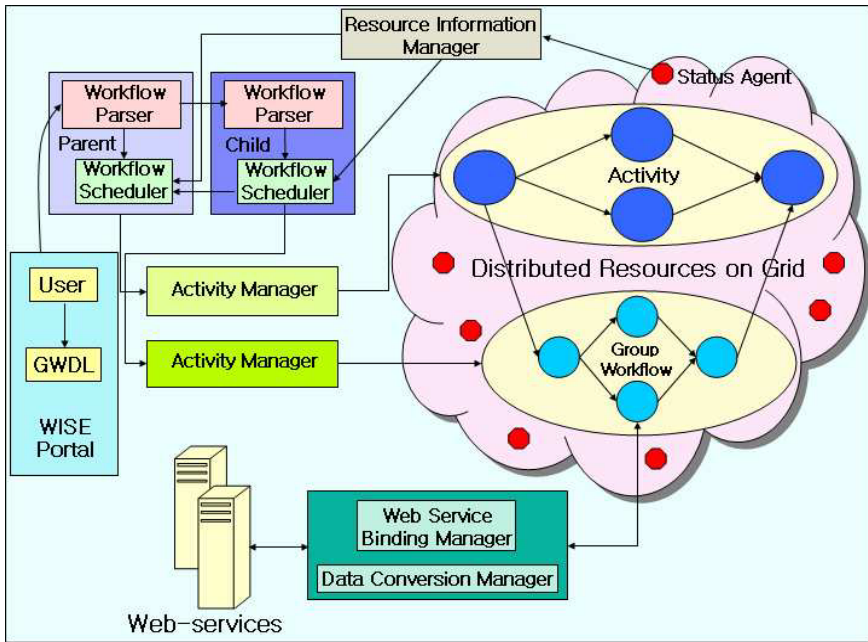 Resource Information
Manager
Status Agent
Workflow
Parser
Workflow
Parser
Parent
Child
Workflow
Scheduler
Workflow
Scheduler
Activity
User
GWDL
WISE
Portal
Activity Manager
Activity Manager
Distributed Resources on Grid
Group
Workflow
Web Service
Binding Manager
Data Conversion Manager
Web-services